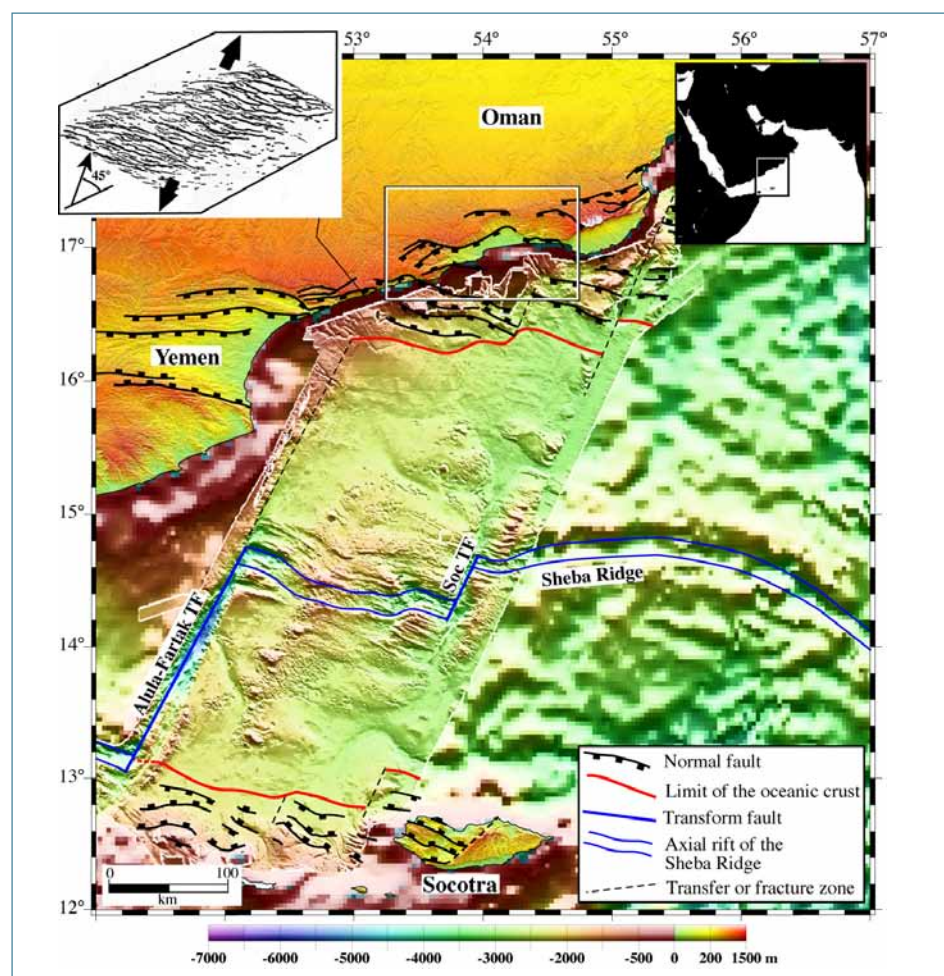 53° 54° 55° 56° 57°
45°
Oman
17°
Yemen
16°
15°
Alula-Fartak TF
Soc TF
Sheba Ridge
14°
13°
Normal fault
Limit of the oceanic crust
Transform fault
Axial rift of the
Sheba Ridge
Transfer or fracture zone
0 100
km
Socotra
12°
-7000 -6000 -5000 -4000 -3000 -2000 -1000 0 200 1500 m